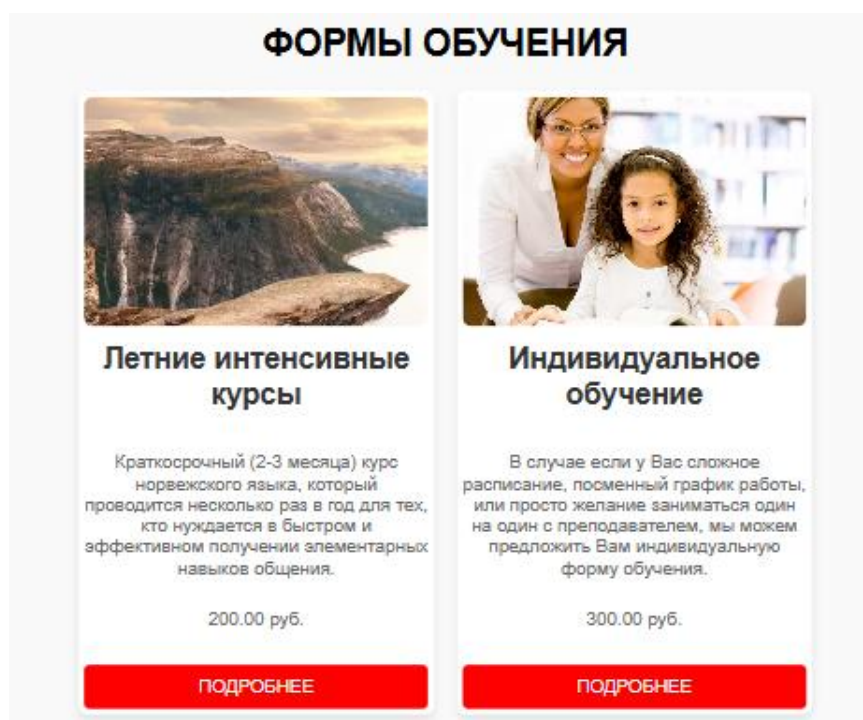 ФОРМЫ ОБУЧЕНИЯ
Летние интенсивные
курсы
Краткосрочный (2-3 месяца) курс
норвежского языка, который
проводится несколько раз в год для тех,
кто нуждается в быстром и
эффективном получении элементарных
навыков общения.
200.00 руб.
ПОДРОБНЕЕ
Индивидуальное
обучение
В случае если у Вас сложное
расписание, посменный график работы,
или просто желание заниматься один
на один с преподавателем, мы можем
предложить Вам индивидуальную
форму обучения.
300.00 руб.
ПОДРОБНЕЕ